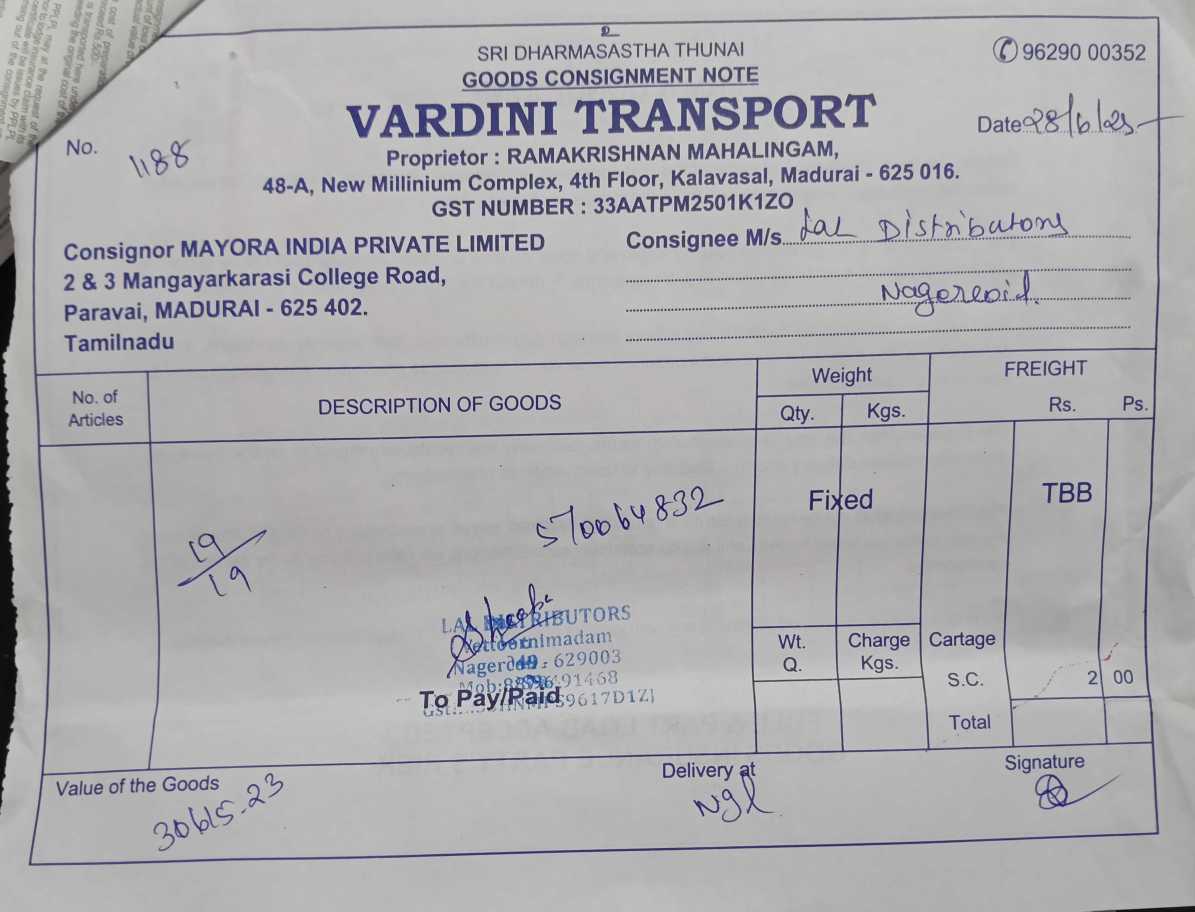 SRI DHARMASASTHA THUNAI
GOODS CONSIGNMENT NOTE
96290 00352
VARDINI TRANSPORT
No. 1188
Date 28/6/25
Proprietor : RAMAKRISHNAN MAHALINGAM,
48-A, New Millinium Complex, 4th Floor, Kalavasal, Madurai - 625 016.
GST NUMBER : 33AATPM2501K1ZO
Consignor MAYORA INDIA PRIVATE LIMITED
2 & 3 Mangayarkarasi College Road,
Paravai, MADURAI - 625 402.
Tamilnadu
Consignee M/s. Lal Distributors
Nagercoil.
No. of Articles
DESCRIPTION OF GOODS
Weight
Qty. Kgs.
FREIGHT
Rs. Ps.
19/19
570064832
Fixed
TBB
LAL DISTRIBUTORS
Vettoornimadam
Nagercoil - 629003
To Pay/Paid
Wt. Q.
Charge Kgs.
Cartage
S.C. 2 00
Total
Value of the Goods
30615.23
Delivery at
Ngl
Signature